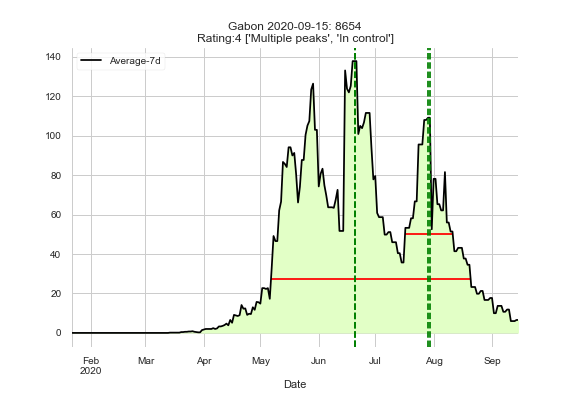 Gabon 2020-09-15: 8654
Rating:4 ['Multiple peaks', 'In control']
140
Average-7d
120
100
80
60
40
20
0
Feb Mar Apr May Jun Jul Aug Sep
2020
Date